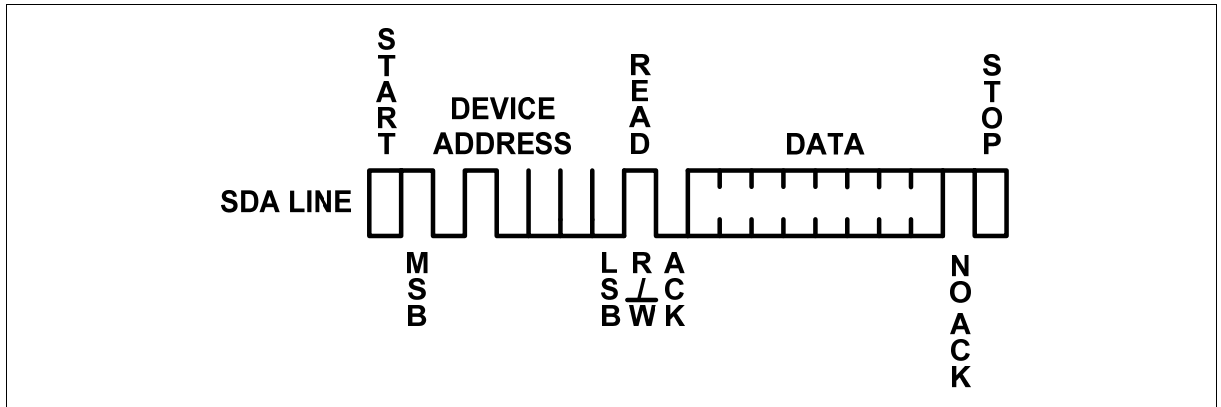 START
DEVICE
ADDRESS
READ
DATA
STOP
SDA LINE
MSB
LSB
R/W
ACK
NO ACK